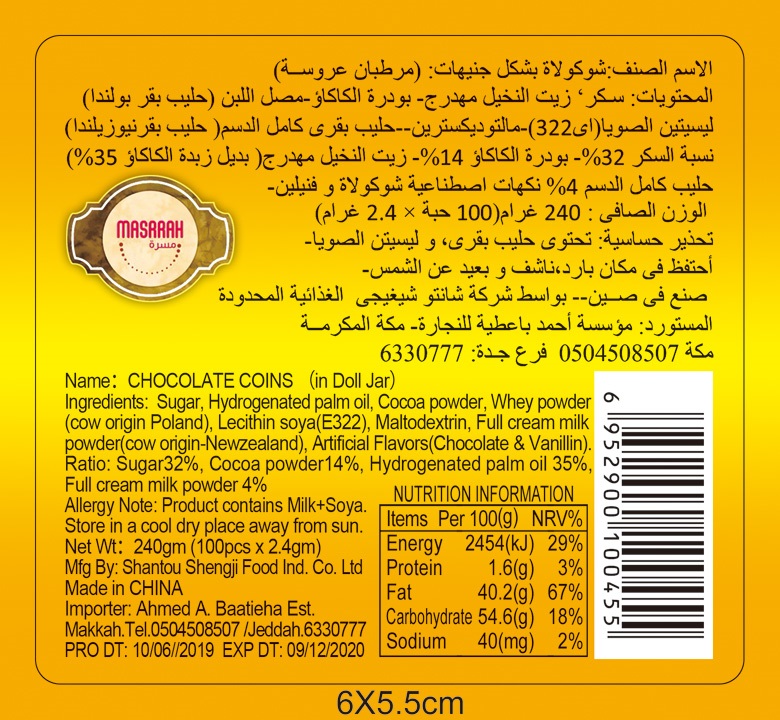 الاسم الصنف:شوكولاة بشكل جنيهات: (مرطبان عروسـة)
المحتويات: سكر‘ زيت النخيل مهدرج- بودرة الكاكاؤ-مصل اللبن (حليب بقر بولندا)
ليسيتين الصويا(اى322)-مالتوديكسترين--حليب بقرى كامل الدسم( حليب بقرنيوزيلندا)
نسبة السكر 32%- بودرة الكاكاؤ 14%- زيت النخيل مهدرج( بديل زبدة الكاكاؤ 35%)
حليب كامل الدسم 4% نكهات اصطناعية شوكولاة و فنيلين-
الوزن الصافى : 240 غرام(100 حبة × 2.4 غرام)
تحذير حساسية: تحتوى حليب بقرى، و ليسيتن الصويا-
أحتفظ فى مكان بارد،ناشف و بعيد عن الشمس-
صنع فى صـين-- بواسط شركة شانتو شيغيجى الغذائية المحدودة
المستورد: مؤسسة أحمد باعطية للنجارة- مكة المكرمـة
مكة 0504508507 فرع جدة: 6330777
MASARAH
مسرة
Name: CHOCOLATE COINS (in Doll Jar)
Ingredients: Sugar, Hydrogenated palm oil, Cocoa powder, Whey powder
(cow origin Poland), Lecithin soya(E322), Maltodextrin, Full cream milk
powder(cow origin-Newzealand), Artificial Flavors(Chocolate & Vanillin).
Ratio: Sugar32%, Cocoa powder14%, Hydrogenated palm oil 35%,
Full cream milk powder 4%
Allergy Note: Product contains Milk+Soya.
Store in a cool dry place away from sun.
Net Wt: 240gm (100pcs x 2.4gm)
Mfg By: Shantou Shengji Food Ind. Co. Ltd
Made in CHINA
Importer: Ahmed A. Baatieha Est.
Makkah.Tel.0504508507 /Jeddah.6330777
PRO DT: 10/06//2019 EXP DT: 09/12/2020
NUTRITION INFORMATION
Items Per 100(g) NRV%
Energy 2454(kJ) 29%
Protein 1.6(g) 3%
Fat 40.2(g) 67%
Carbohydrate 54.6(g) 18%
Sodium 40(mg) 2%
6 952900 100455
6X5.5cm